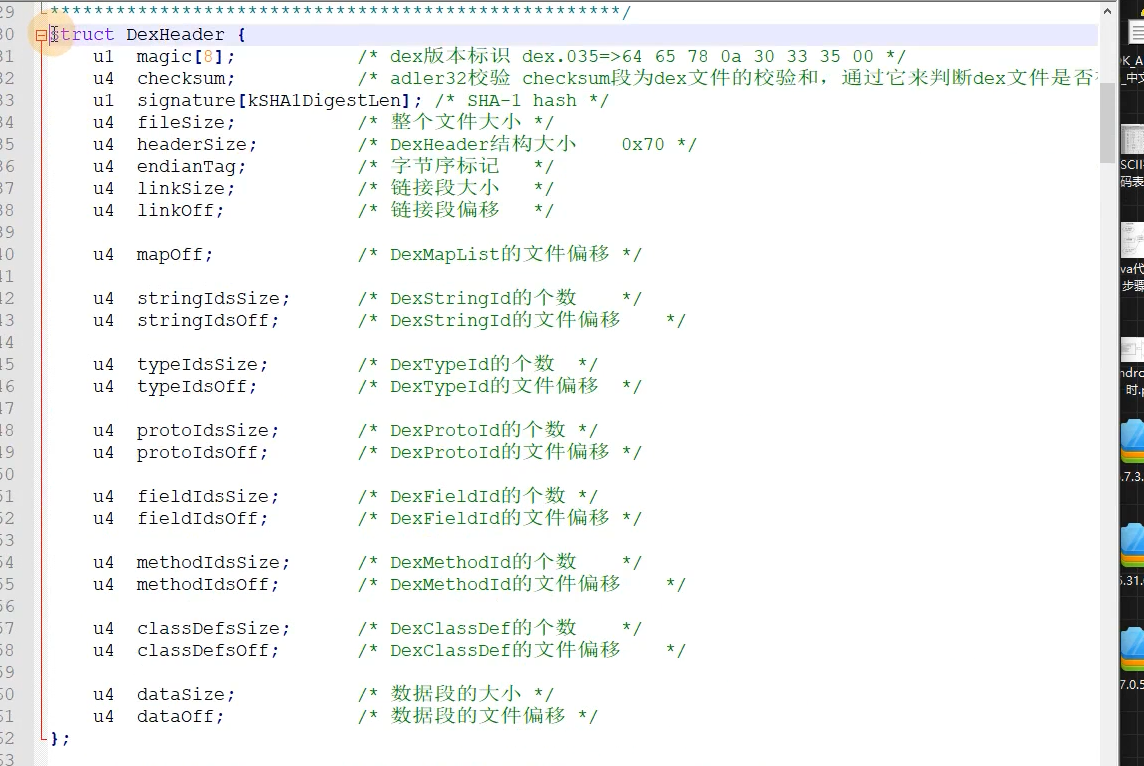 29 *****************************************************/
30 struct DexHeader {
31 u1 magic[8]; /* dex版本标识 dex.035=>64 65 78 0a 30 33 35 00 */
32 u4 checksum; /* adler32校验 checksum段为dex文件的校验和，通过它来判断dex文件是否
33 u1 signature[kSHA1DigestLen]; /* SHA-1 hash */
34 u4 fileSize; /* 整个文件大小 */
35 u4 headerSize; /* DexHeader结构大小 0x70 */
36 u4 endianTag; /* 字节序标记 */
37 u4 linkSize; /* 链接段大小 */
38 u4 linkOff; /* 链接段偏移 */
39
40 u4 mapOff; /* DexMapList的文件偏移 */
41
42 u4 stringIdsSize; /* DexStringId的个数 */
43 u4 stringIdsOff; /* DexStringId的文件偏移 */
44
45 u4 typeIdsSize; /* DexTypeId的个数 */
46 u4 typeIdsOff; /* DexTypeId的文件偏移 */
47
48 u4 protoIdsSize; /* DexProtoId的个数 */
49 u4 protoIdsOff; /* DexProtoId的文件偏移 */
50
51 u4 fieldIdsSize; /* DexFieldId的个数 */
52 u4 fieldIdsOff; /* DexFieldId的文件偏移 */
53
54 u4 methodIdsSize; /* DexMethodId的个数 */
55 u4 methodIdsOff; /* DexMethodId的文件偏移 */
56
57 u4 classDefsSize; /* DexClassDef的个数 */
58 u4 classDefsOff; /* DexClassDef的文件偏移 */
59
60 u4 dataSize; /* 数据段的大小 */
61 u4 dataOff; /* 数据段的文件偏移 */
62 };
63
K_A
_中文
SCII
码表
va代
步骤
ndro
时.p
.7.3.
5.31.
7.0.5